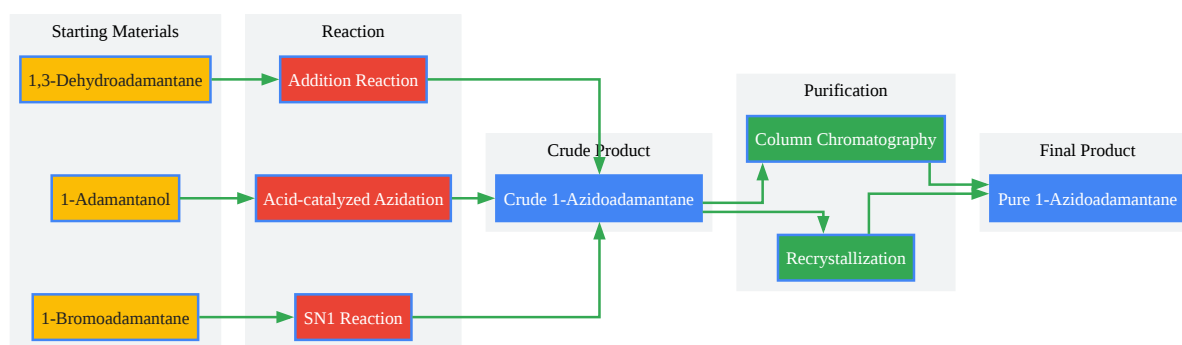 Starting Materials
1,3-Dehydroadamantane
1-Adamantanol
1-Bromoadamantane
Reaction
Addition Reaction
Acid-catalyzed Azidation
SN1 Reaction
Crude Product
Crude 1-Azidoadamantane
Purification
Column Chromatography
Recrystallization
Final Product
Pure 1-Azidoadamantane